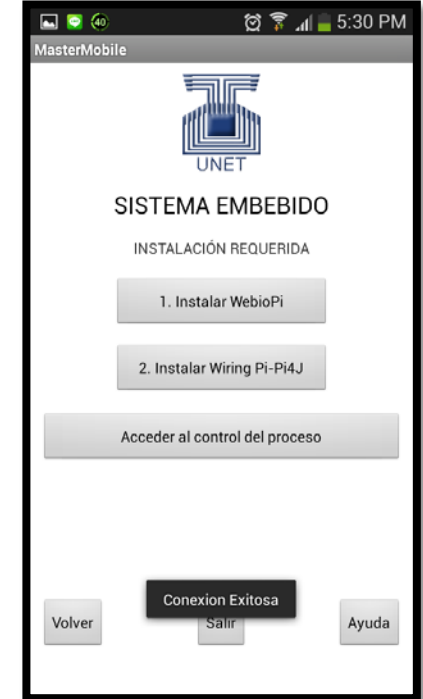 40
5:30 PM
MasterMobile
UNET
SISTEMA EMBEBIDO
INSTALACIÓN REQUERIDA
1. Instalar WebioPi
2. Instalar Wiring Pi-Pi4J
Acceder al control del proceso
Conexion Exitosa
Volver Salir Ayuda